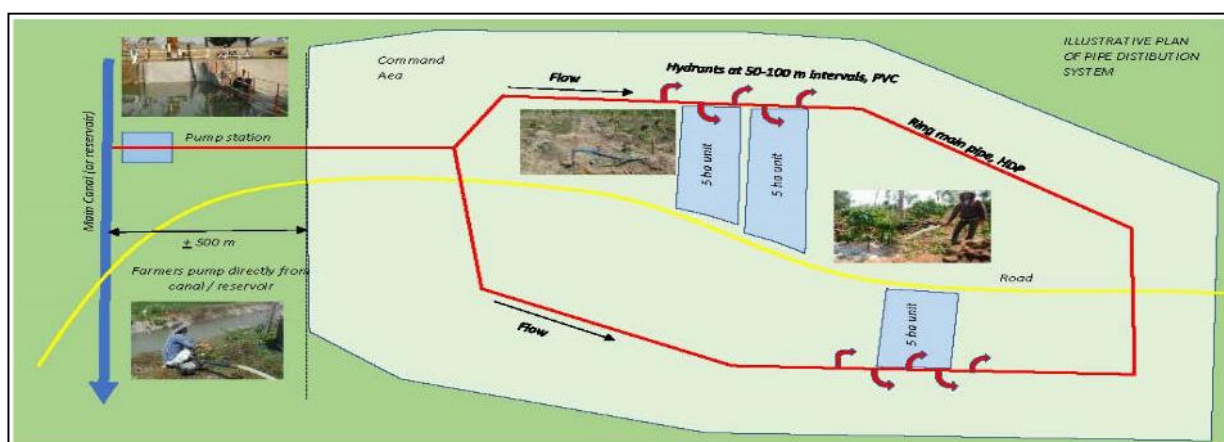 ILLUSTRATIVE PLAN
OF PIPE DISTIBUTION
SYSTEM
Command
Aea
Flow
Hydrants at 50-100 m intervals, PVC
Pump station
Main Canal (or reservoir)
5 ha unit
5 ha unit
Ring main pipe, HDP
± 500 m
Farmers pump directly from
canal / reservoir
Road
Flow
5 ha unit